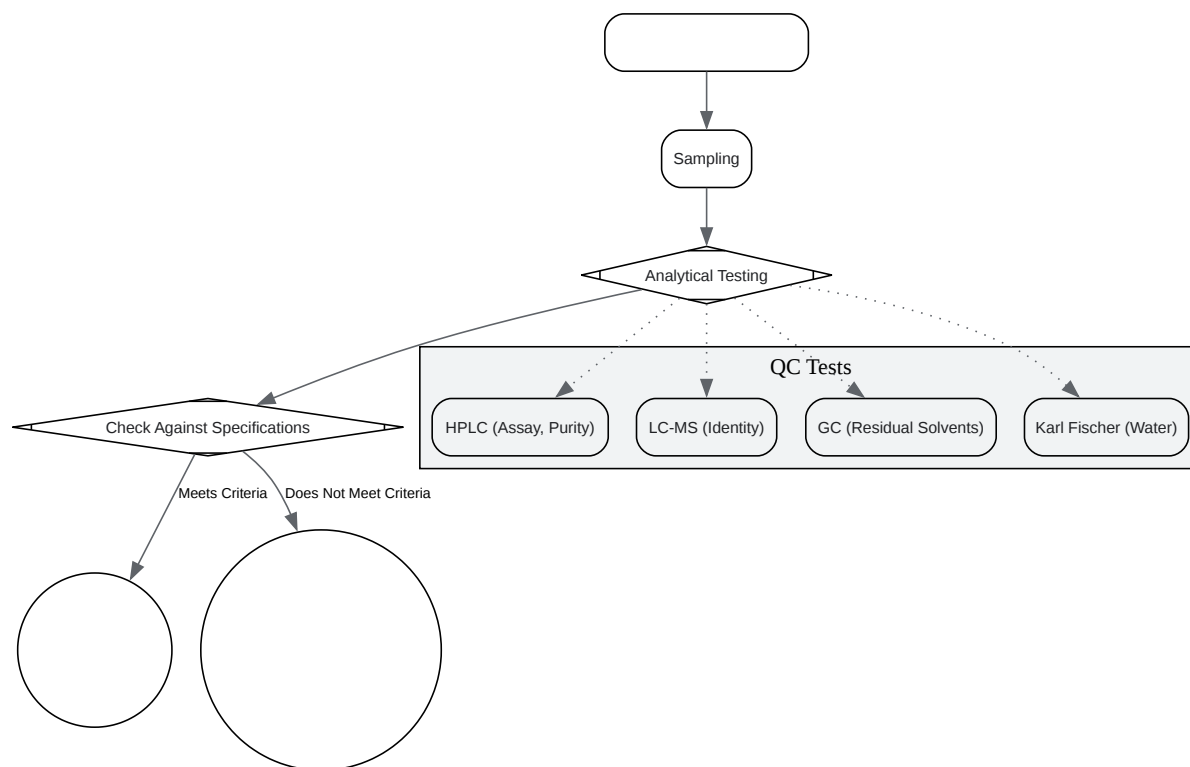 Sampling
Analytical Testing
QC Tests
HPLC (Assay, Purity)
LC-MS (Identity)
GC (Residual Solvents)
Karl Fischer (Water)
Check Against Specifications
Meets Criteria
Does Not Meet Criteria